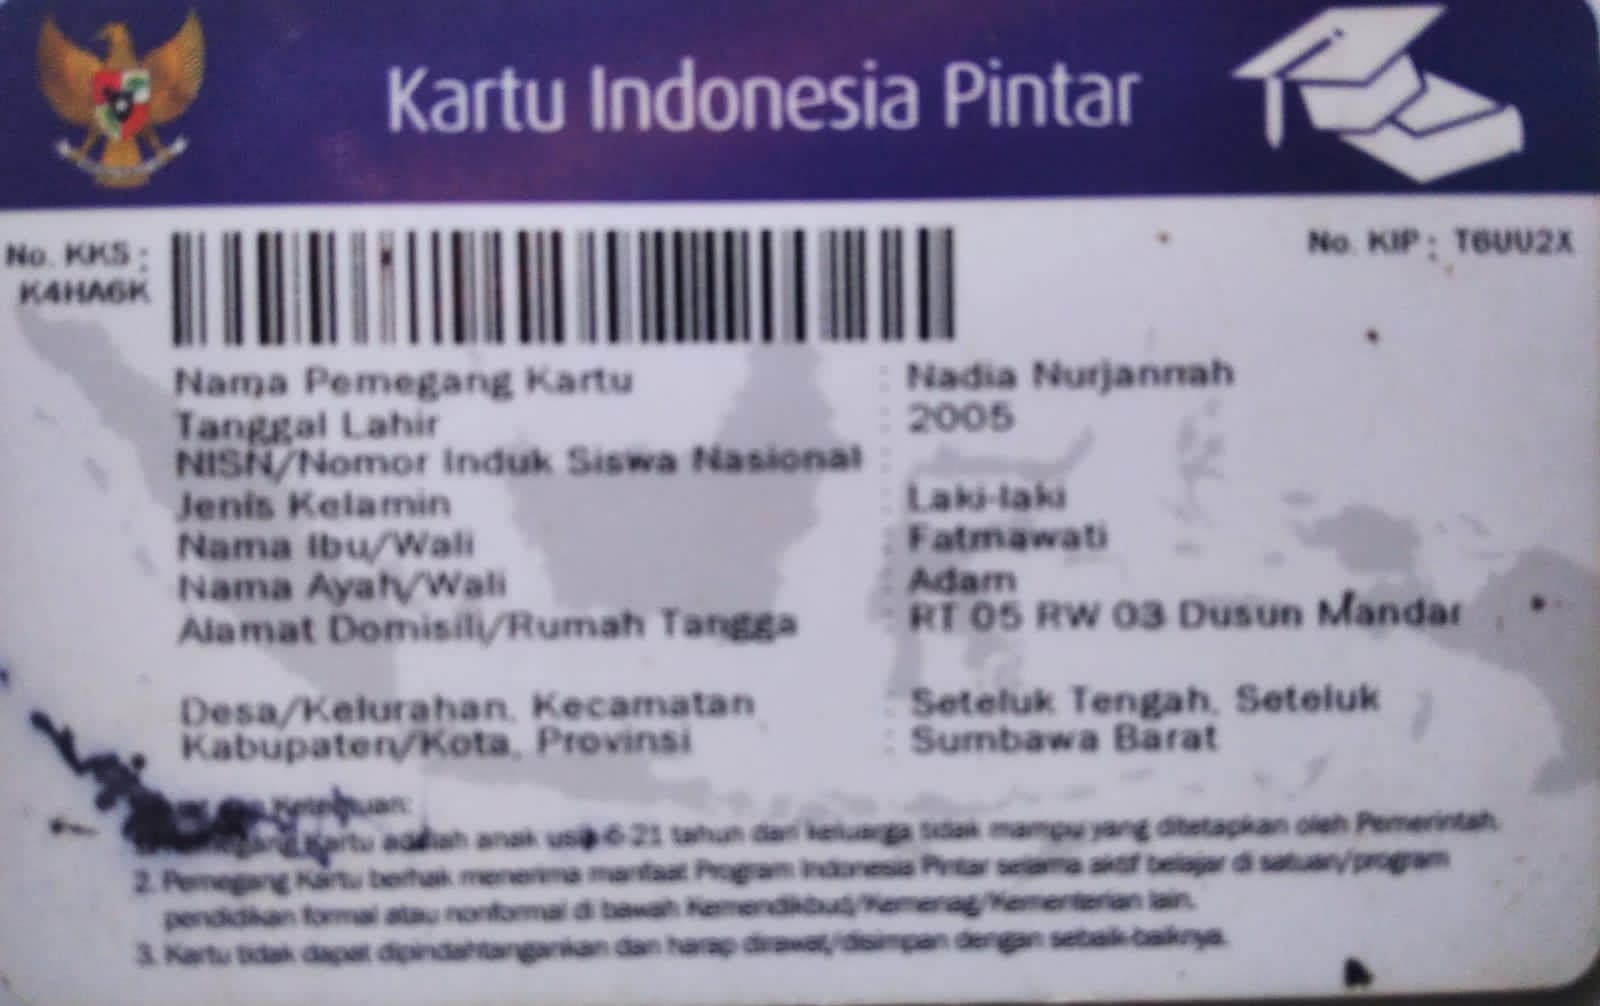 Kartu Indonesia Pintar
No. KKS :
K4HA6K
No. KIP : T6UU2X
Nama Pemegang Kartu : Nadia Nurjannah
Tanggal Lahir : 2005
NISN/Nomor Induk Siswa Nasional
Jenis Kelamin : Laki-laki
Nama Ibu/Wali : Fatmawati
Nama Ayah/Wali : Adam
Alamat Domisili/Rumah Tangga : RT 05 RW 03 Dusun Mandar
Desa/Kelurahan, Kecamatan : Seteluk Tengah, Seteluk
Kabupaten/Kota, Provinsi : Sumbawa Barat
Kartu adalah anak usia 6-21 tahun dari keluarga tidak mampu yang ditetapkan oleh Pemerintah.
2. Pemegang Kartu berhak menerima manfaat Program Indonesia Pintar selama aktif belajar di satuan/program
pendidikan formal atau nonformal di bawah Kemendikbud/Kemenag/Kementerian lain.
3. Kartu tidak dapat dipindahtangankan dan harap dirawat/disimpan dengan sebaik-baiknya.